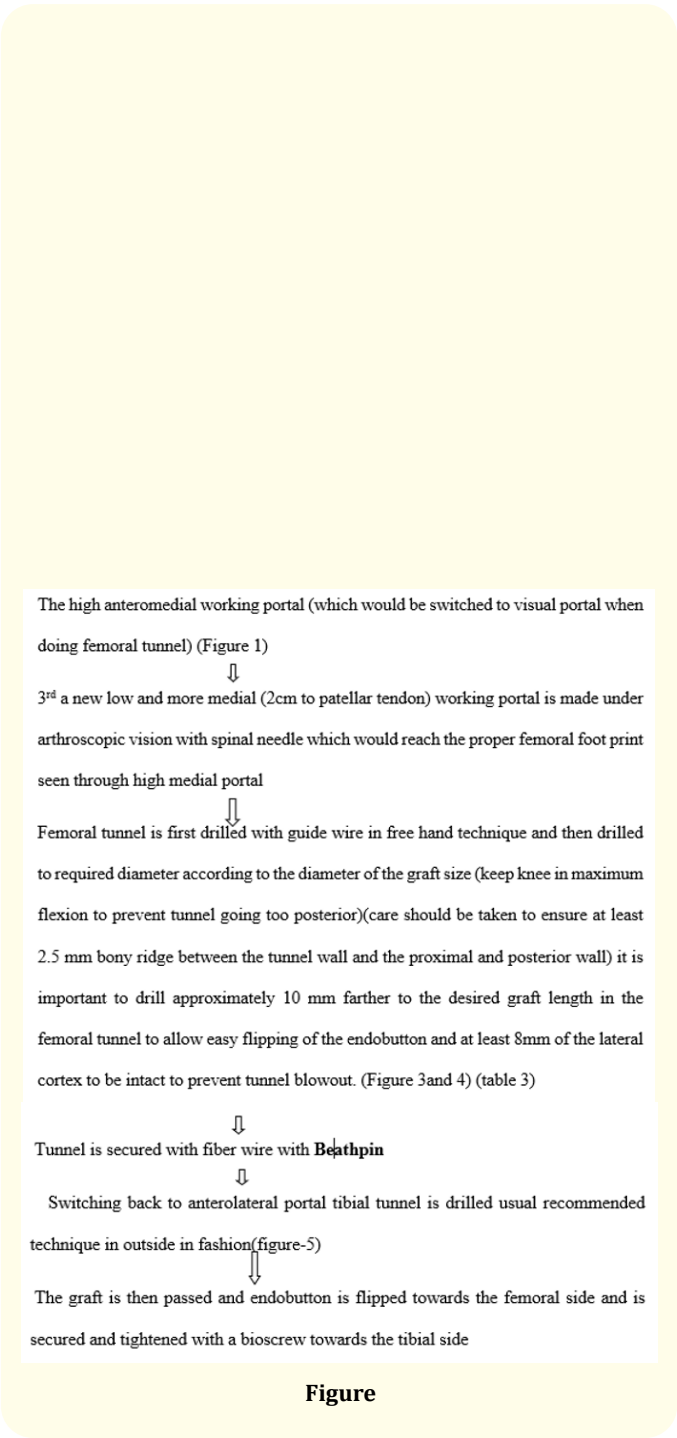 The high anteromedial working portal (which would be switched to visual portal when
doing femoral tunnel) (Figure 1)
⇩
3rd a new low and more medial (2cm to patellar tendon) working portal is made under
arthroscopic vision with spinal needle which would reach the proper femoral foot print
seen through high medial portal
⇩
Femoral tunnel is first drilled with guide wire in free hand technique and then drilled
to required diameter according to the diameter of the graft size (keep knee in maximum
flexion to prevent tunnel going too posterior)(care should be taken to ensure at least
2.5 mm bony ridge between the tunnel wall and the proximal and posterior wall) it is
important to drill approximately 10 mm farther to the desired graft length in the
femoral tunnel to allow easy flipping of the endobutton and at least 8mm of the lateral
cortex to be intact to prevent tunnel blowout. (Figure 3and 4) (table 3)
⇩
Tunnel is secured with fiber wire with Beathpin
⇩
Switching back to anterolateral portal tibial tunnel is drilled usual recommended
technique in outside in fashion(figure-5)
⇩
The graft is then passed and endobutton is flipped towards the femoral side and is
secured and tightened with a bioscrew towards the tibial side
Figure